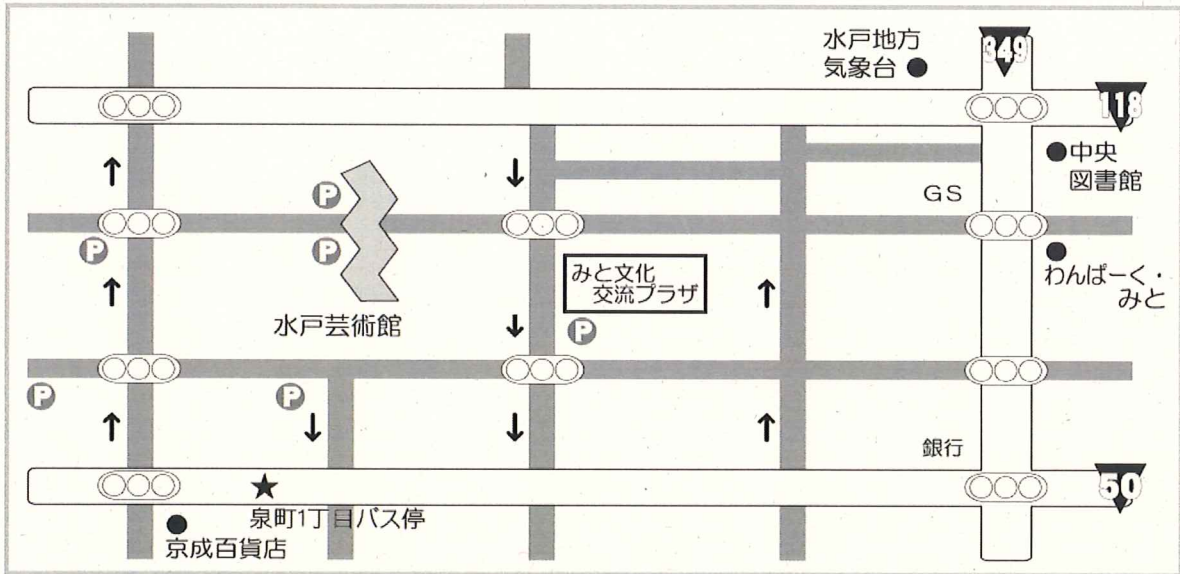 水戸地方
気象台
349
118
中央
図書館
GS
P
P
P
わんぱーく・
みと
みと文化
交流プラザ
水戸芸術館
P
P
P
銀行
50
泉町1丁目バス停
京成百貨店